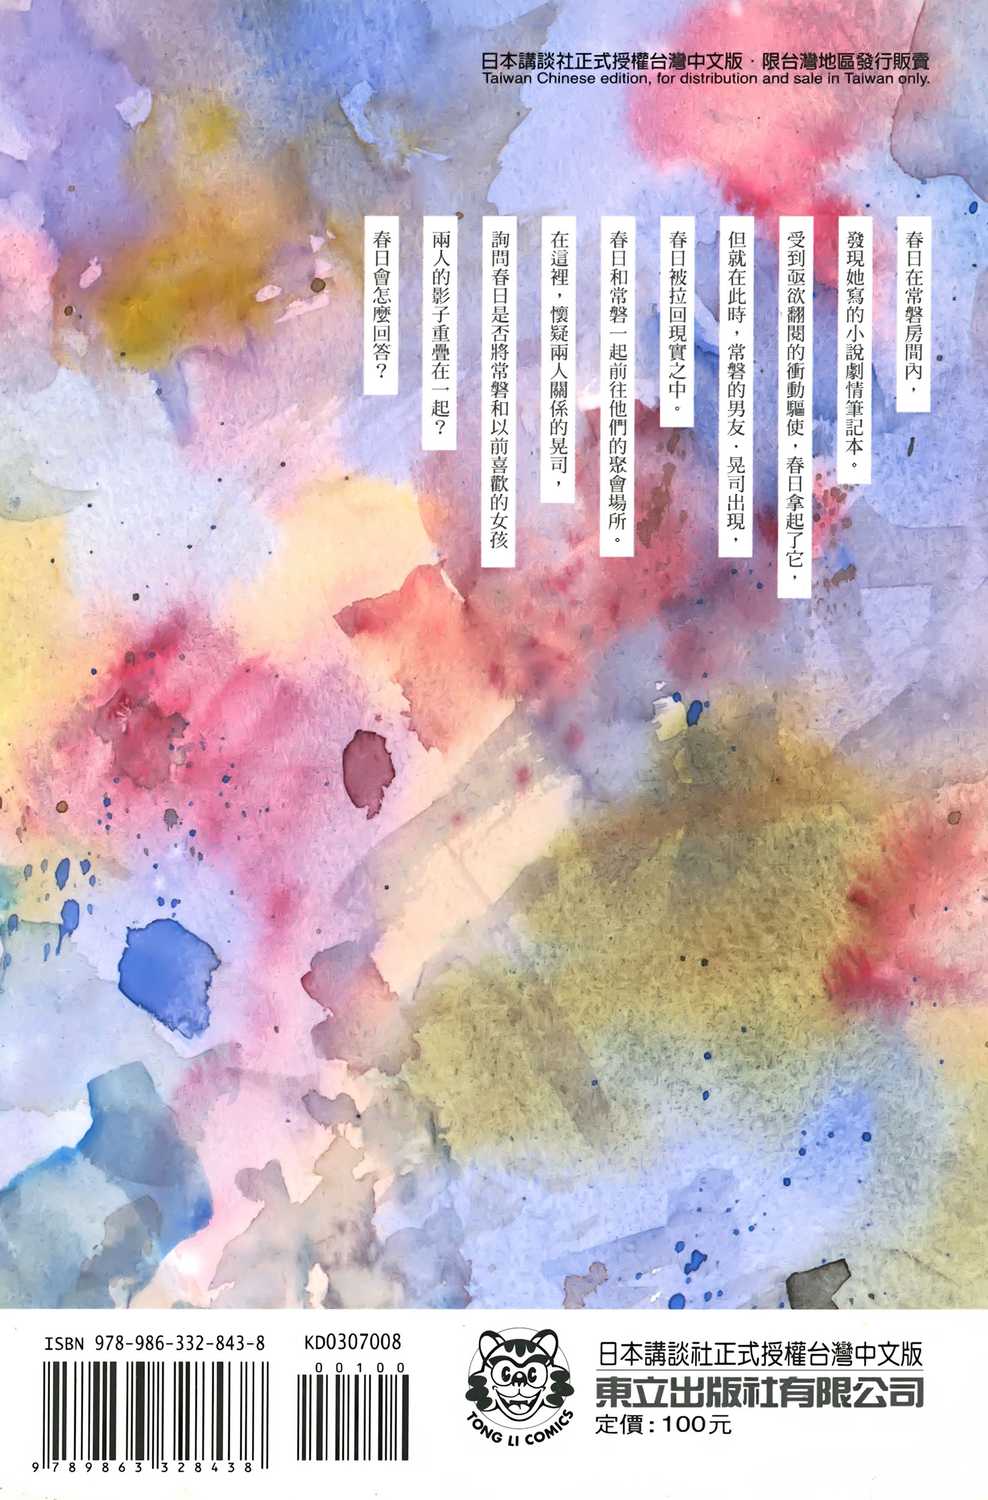 日本講談社正式授權台灣中文版．限台灣地區發行販賣
Taiwan Chinese edition, for distribution and sale in Taiwan only.
春日在常磐房間內，
發現她寫的小說劇情筆記本。
受到亟欲翻閱的衝動驅使，春日拿起了它，
但就在此時，常磐的男友．晃司出現，
春日被拉回現實之中。
春日和常磐一起前往他們的聚會場所。
在這裡，懷疑兩人關係的晃司，
詢問春日是否將常磐和以前喜歡的女孩
兩人的影子重疊在一起？
春日會怎麼回答？
ISBN 978-986-332-843-8
9 789863 328438
KD0307008
00100
TONG LI COMICS
日本講談社正式授權台灣中文版
東立出版社有限公司
定價：100元